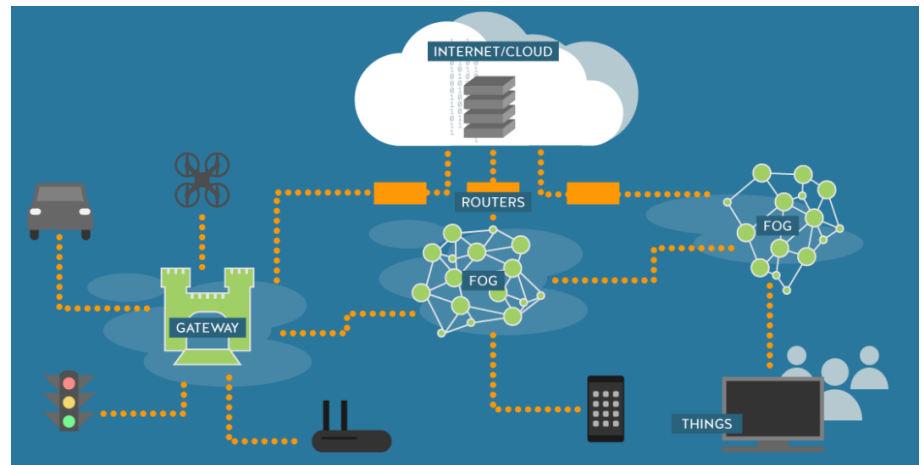 INTERNET/CLOUD
ROUTERS
FOG
FOG
GATEWAY
THINGS